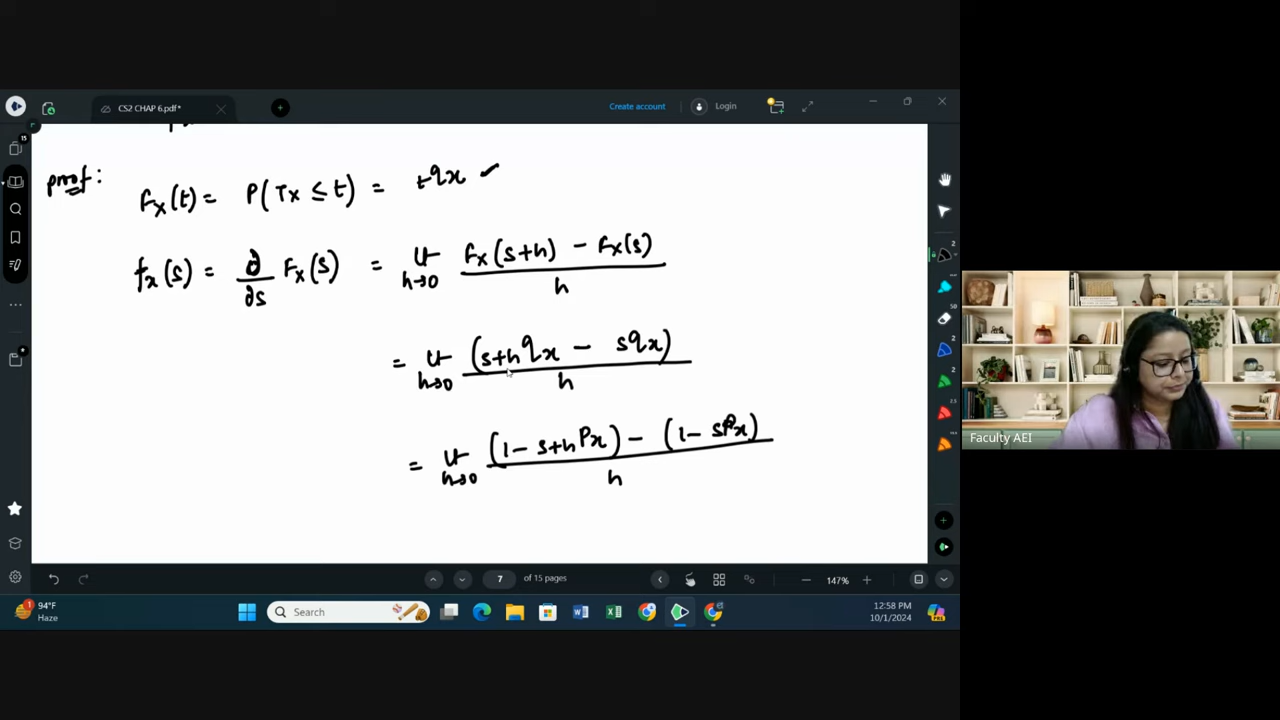 CS2 CHAP 6.pdf*
Create account
Login
15
proof:
Fx(t) = P(Tx ≤ t) = tqx ✓
fx(s) = ∂/∂s Fx(s) = lt h→0 Fx(s+h) - Fx(s) / h
= lt h→0 (s+hqx - sqx) / h
= lt h→0 (1 - s+hPx) - (1 - sPx) / h
Faculty AEI
7 of 15 pages
147%
94°F
Haze
Search
12:58 PM
10/1/2024